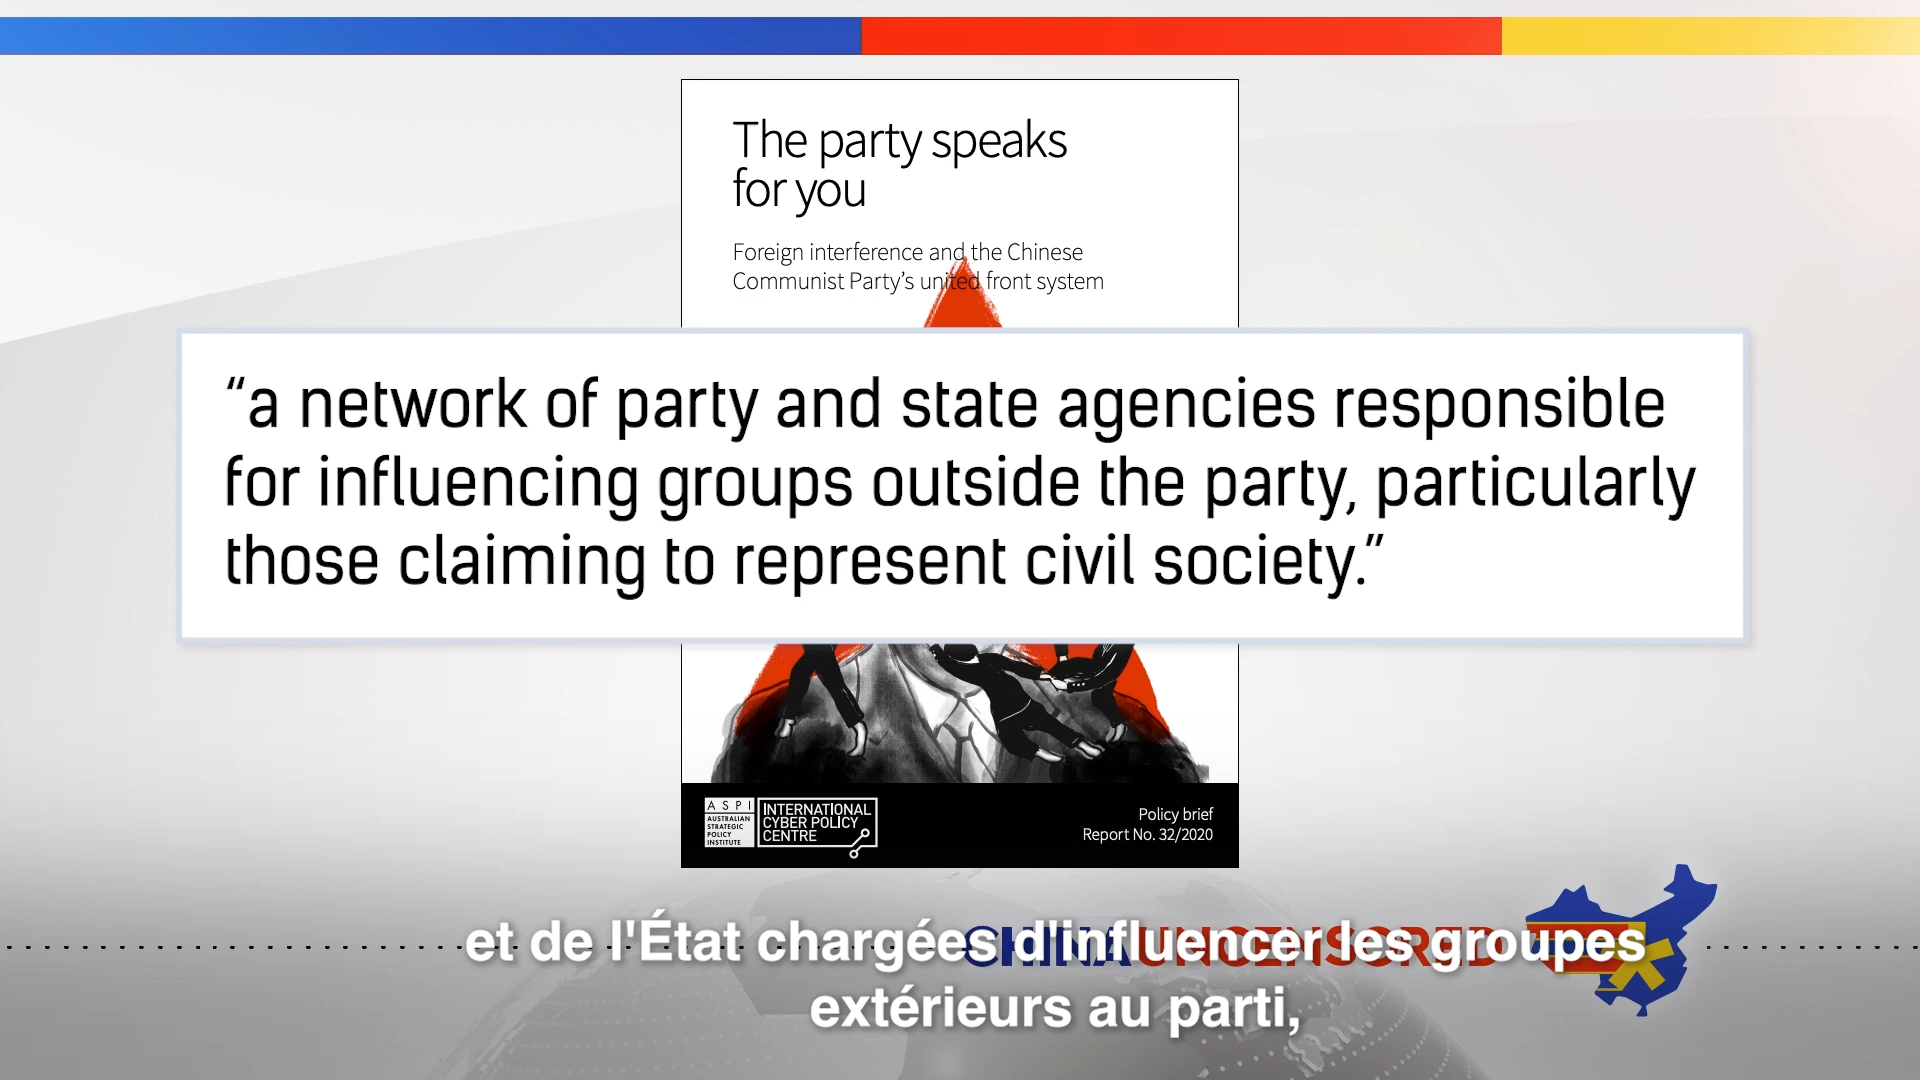 The party speaks
for you
Foreign interference and the Chinese
Communist Party’s united front system
“a network of party and state agencies responsible
for influencing groups outside the party, particularly
those claiming to represent civil society.”
ASPI
AUSTRALIAN
STRATEGIC
POLICY
INSTITUTE
INTERNATIONAL
CYBER POLICY
CENTRE
Policy brief
Report No. 32/2020
CHINA UNCENSORED
et de l'État chargées d'influencer les groupes
extérieurs au parti,